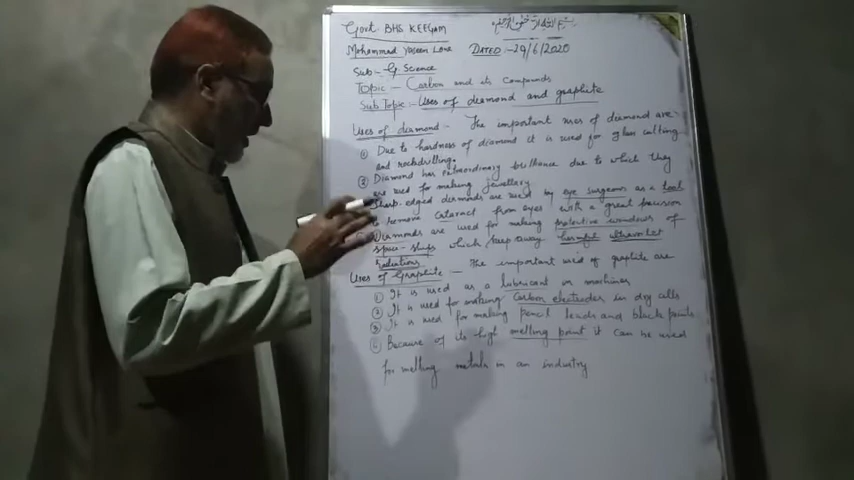 Govt. BHS KEEGAM
Mohammad Yaseen Lone DATED :- 29/6/2020
Sub:- G. Science
Topic - Carbon and its Compounds
Sub Topic :- Uses of diamond and graphite
Uses of diamond - The important uses of diamond are
① Due to hardness of diamond it is used for glass cutting
and rockdrilling.
② Diamond has extraordinary brilliance due to which they
are used for making jewellery
Sharp edged diamonds are used by eye surgeons as a tool
to remove cataract from eyes with a great precision
Diamonds are used for making protective windows of
space-ships which keep away harmful ultraviolet
radiations
Uses of Graphite - The important uses of graphite are
① It is used as a lubricant in machines
② It is used for making Carbon electrodes in dry cells
③ It is used for making pencil leads and black paints
④ Because of its high melting point it can be used
for melting metals in an industry